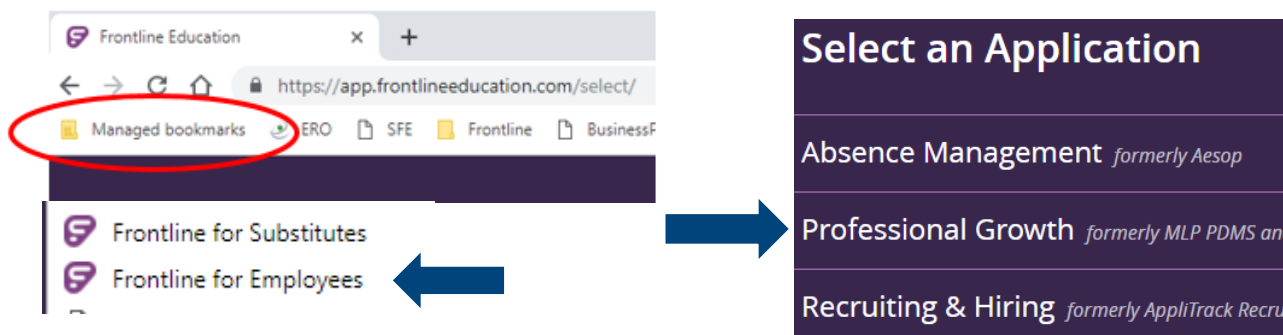 Frontline Education
https://app.frontlineeducation.com/select/
Managed bookmarks ERO SFE Frontline
Frontline for Substitutes
Frontline for Employees
Select an Application
Absence Management formerly Aesop
Professional Growth formerly MLP PDMS an
Recruiting & Hiring formerly AppliTrack Recru